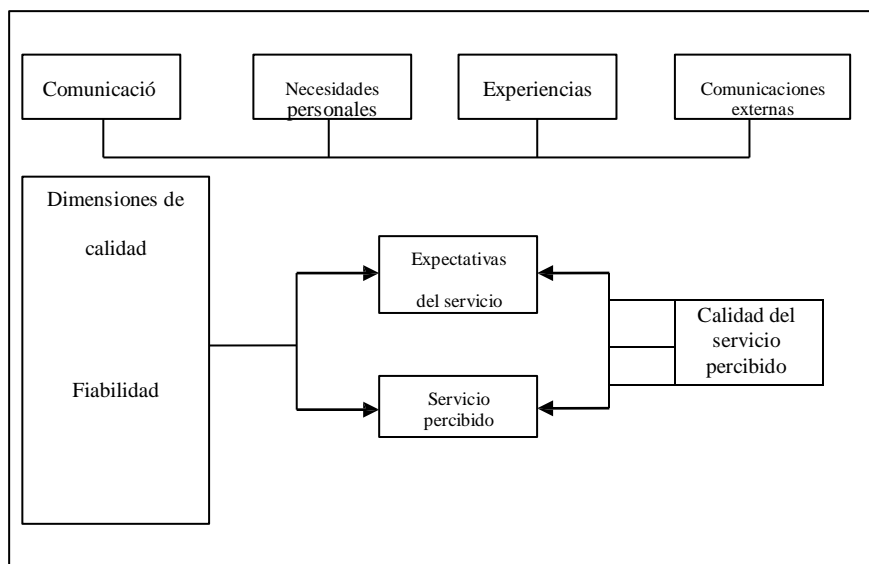 Comunicació
Necesidades
personales
Experiencias
Comunicaciones
externas
Dimensiones de
calidad
Fiabilidad
Expectativas
del servicio
Servicio
percibido
Calidad del
servicio
percibido